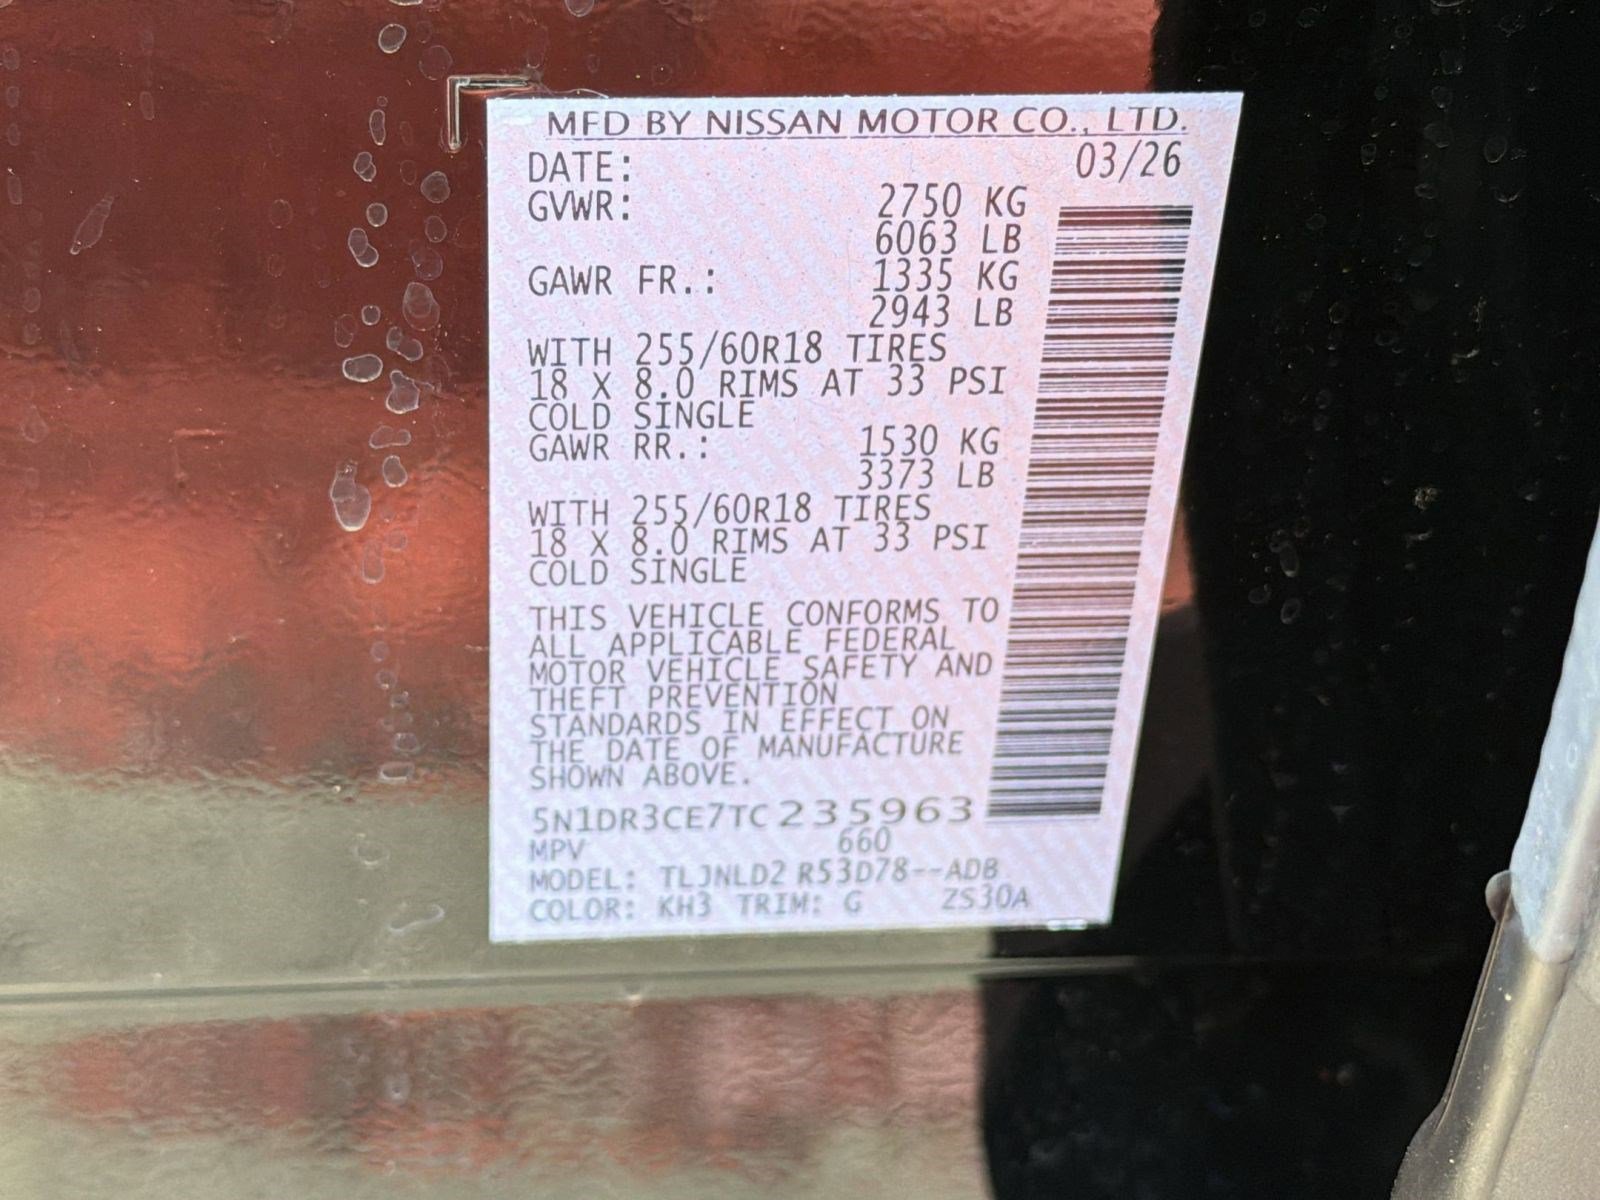 MFD BY NISSAN MOTOR CO., LTD.
DATE: 03/26
GVWR: 2750 KG
6063 LB
GAWR FR.: 1335 KG
2943 LB
WITH 255/60R18 TIRES
18 X 8.0 RIMS AT 33 PSI
COLD SINGLE
GAWR RR.: 1530 KG
3373 LB
WITH 255/60R18 TIRES
18 X 8.0 RIMS AT 33 PSI
COLD SINGLE
THIS VEHICLE CONFORMS TO
ALL APPLICABLE FEDERAL
MOTOR VEHICLE SAFETY AND
THEFT PREVENTION
STANDARDS IN EFFECT ON
THE DATE OF MANUFACTURE
SHOWN ABOVE.
5N1DR3CE7TC235963
MPV 660
MODEL: TLJNLD2 R53D78--ADB
COLOR: KH3 TRIM: G ZS30A